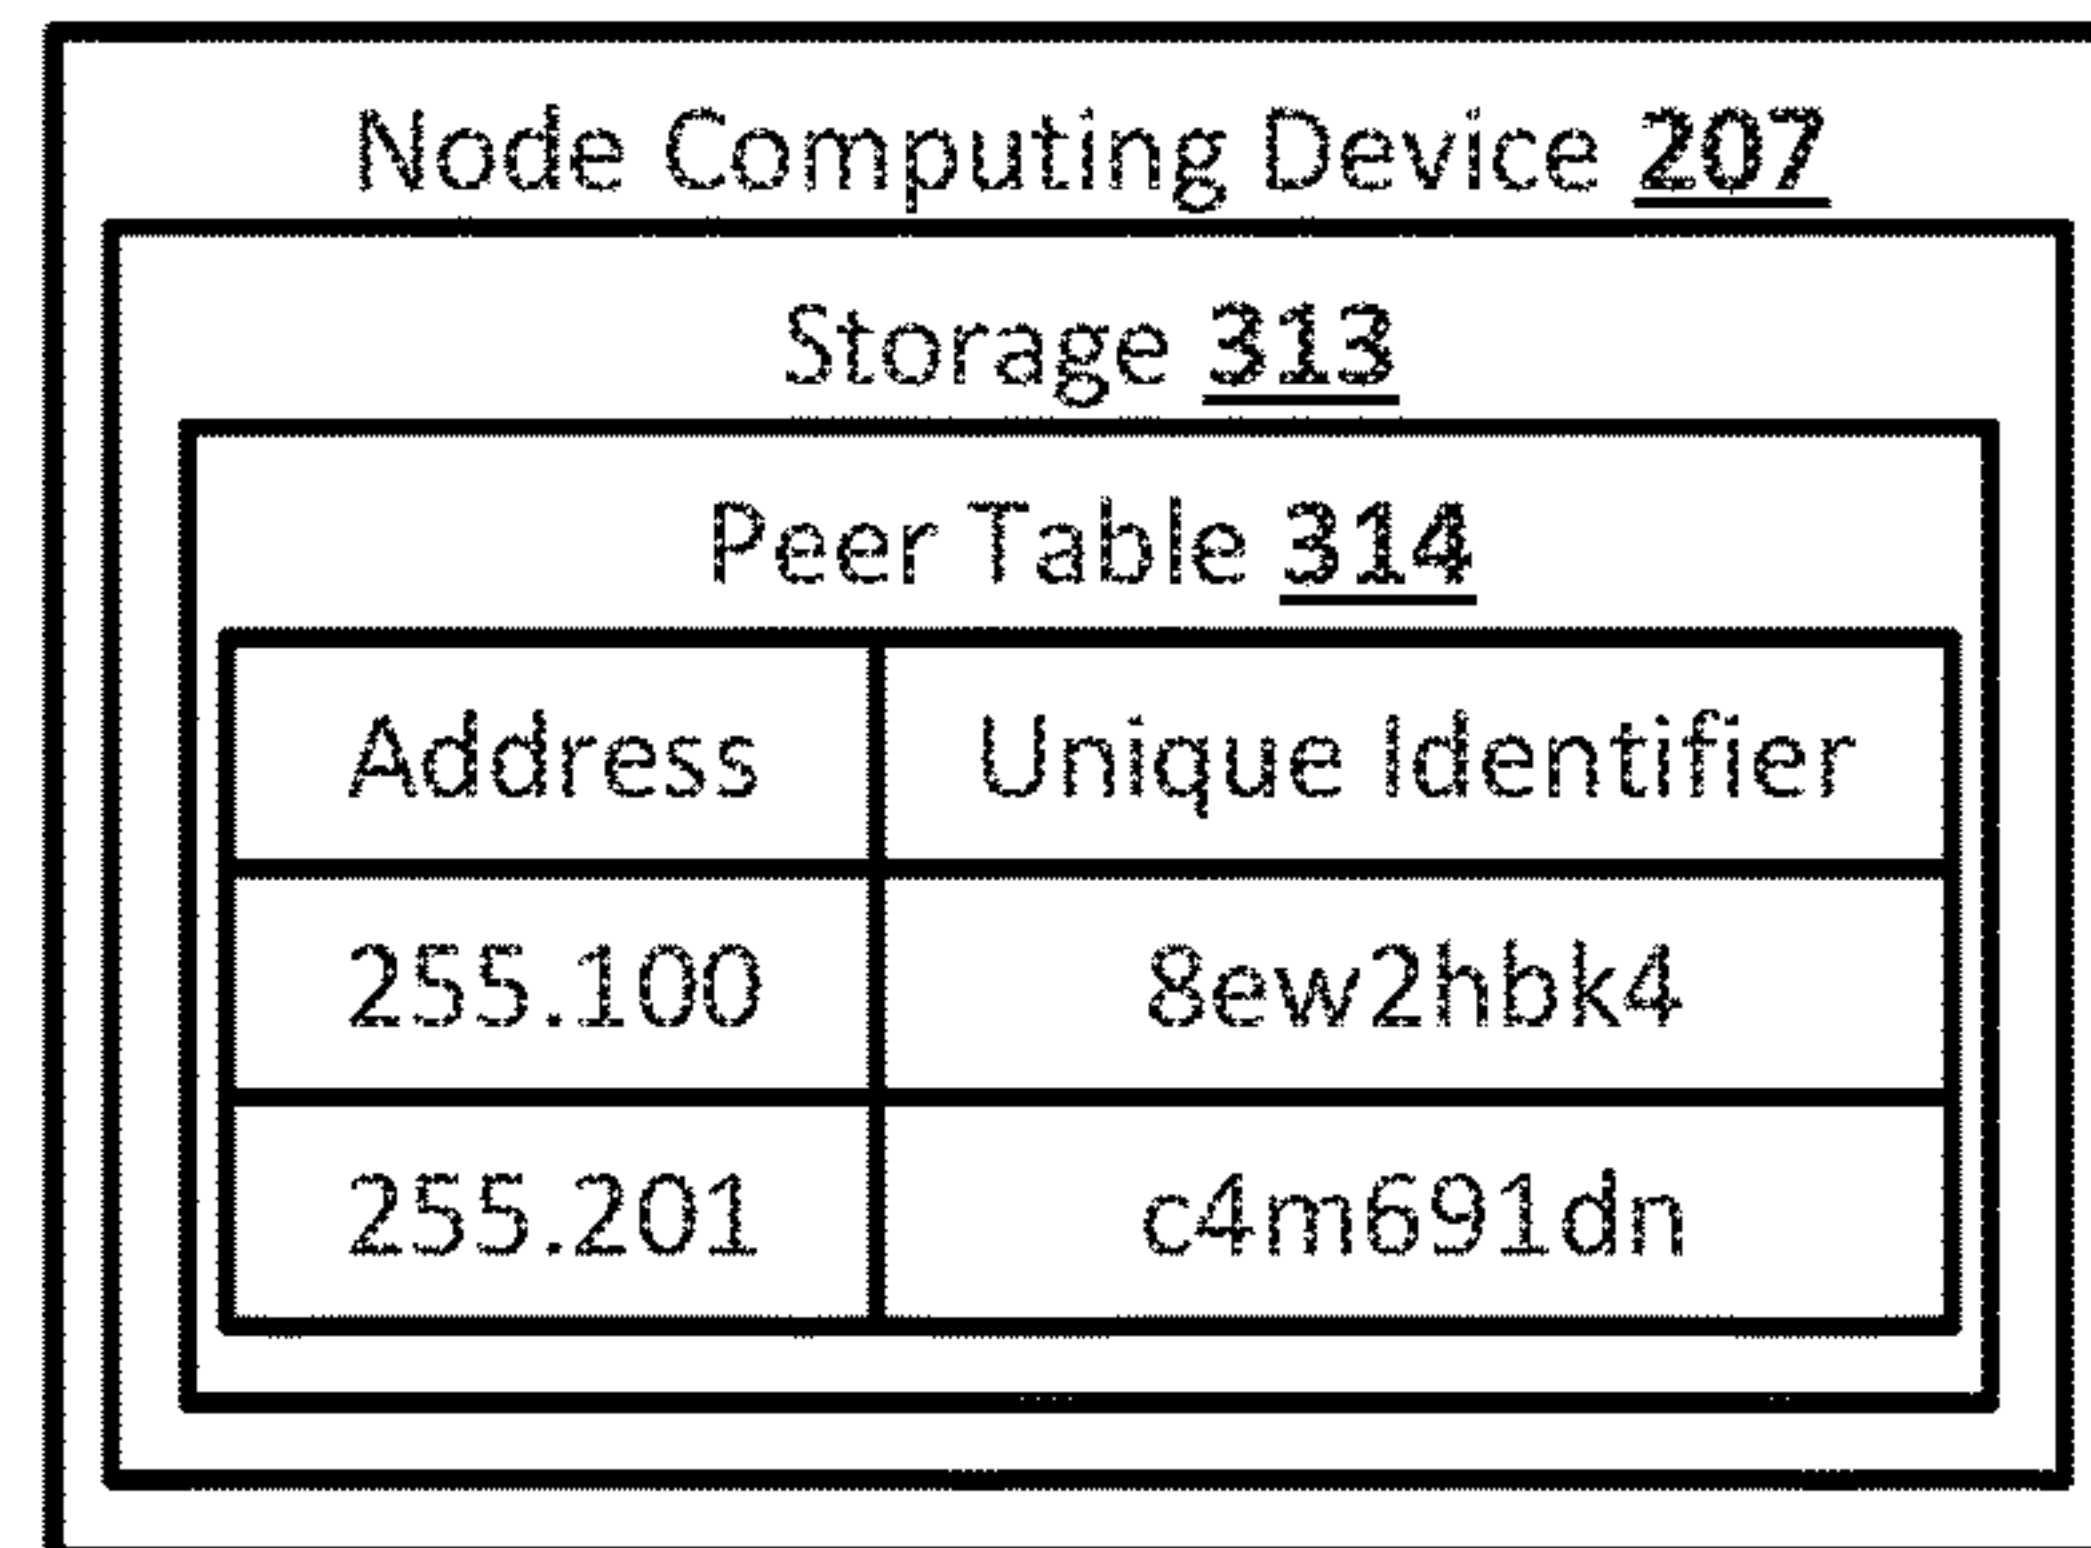 Node Computing Device 207
Storage 313
Peer Table 314
Address Unique Identifier
255.100 8ew2hbk4
255.201 c4m691dn